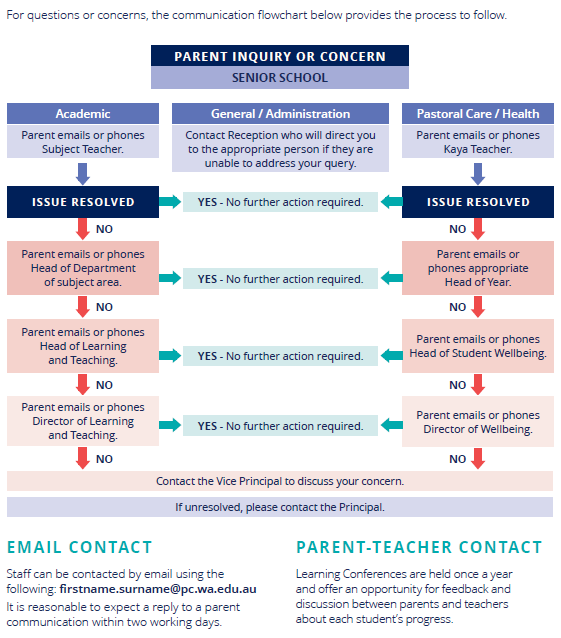 For questions or concerns, the communication flowchart below provides the process to follow.
PARENT INQUIRY OR CONCERN
SENIOR SCHOOL
Academic
Parent emails or phones
Subject Teacher.
General / Administration
Contact Reception who will direct you
to the appropriate person if they are
unable to address your query.
Pastoral Care / Health
Parent emails or phones
Kaya Teacher.
ISSUE RESOLVED
YES - No further action required.
ISSUE RESOLVED
NO
NO
Parent emails or phones
Head of Department
of subject area.
YES - No further action required.
Parent emails or
phones appropriate
Head of Year.
NO
NO
Parent emails or phones
Head of Learning
and Teaching.
YES - No further action required.
Parent emails or phones
Head of Student Wellbeing.
NO
NO
Parent emails or phones
Director of Learning
and Teaching.
YES - No further action required.
Parent emails or phones
Director of Wellbeing.
NO
NO
Contact the Vice Principal to discuss your concern.
If unresolved, please contact the Principal.
EMAIL CONTACT
Staff can be contacted by email using the
following: firstname.surname@pc.wa.edu.au
It is reasonable to expect a reply to a parent
communication within two working days.
PARENT-TEACHER CONTACT
Learning Conferences are held once a year
and offer an opportunity for feedback and
discussion between parents and teachers
about each student's progress.